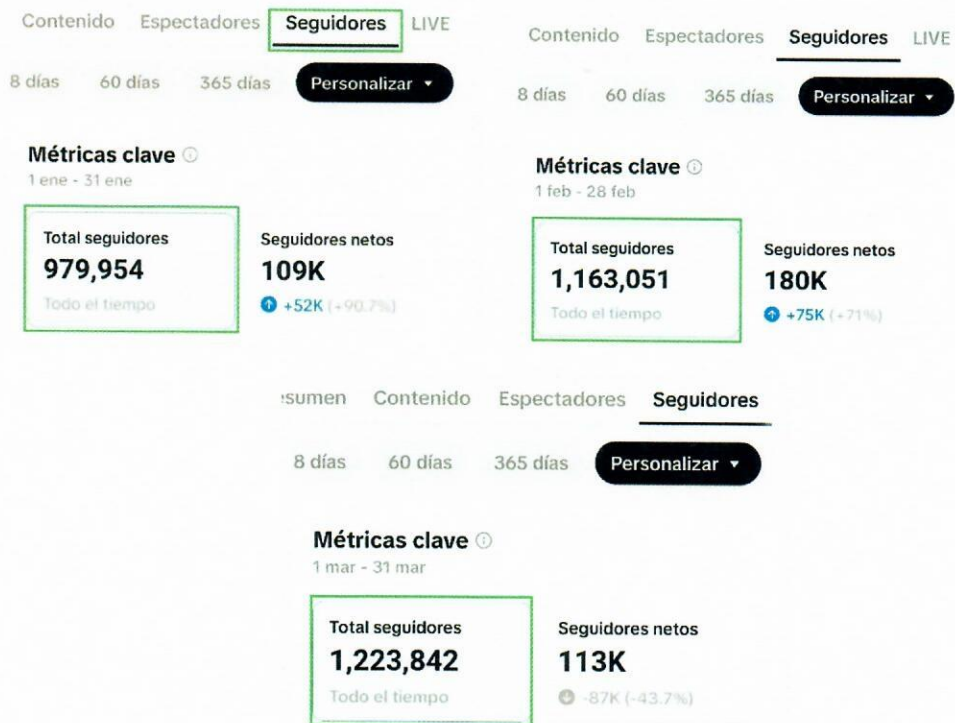 Contenido Espectadores Seguidores LIVE
8 días 60 días 365 días Personalizar
Métricas clave
1 ene - 31 ene
Total seguidores
979,954
Todo el tiempo
Seguidores netos
109K
+52K (+90.7%)
Contenido Espectadores Seguidores LIVE
8 días 60 días 365 días Personalizar
Métricas clave
1 feb - 28 feb
Total seguidores
1,163,051
Todo el tiempo
Seguidores netos
180K
+75K (+71%)
sumen Contenido Espectadores Seguidores
8 días 60 días 365 días Personalizar
Métricas clave
1 mar - 31 mar
Total seguidores
1,223,842
Todo el tiempo
Seguidores netos
113K
-87K (-43.7%)